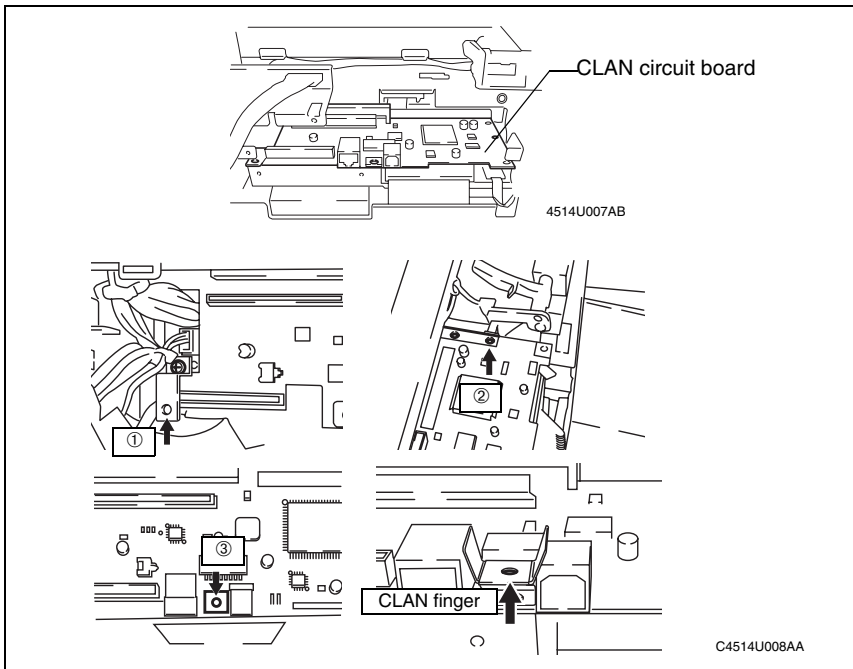 CLAN circuit board
4514U007AB
①
②
③
CLAN finger
C4514U008AA